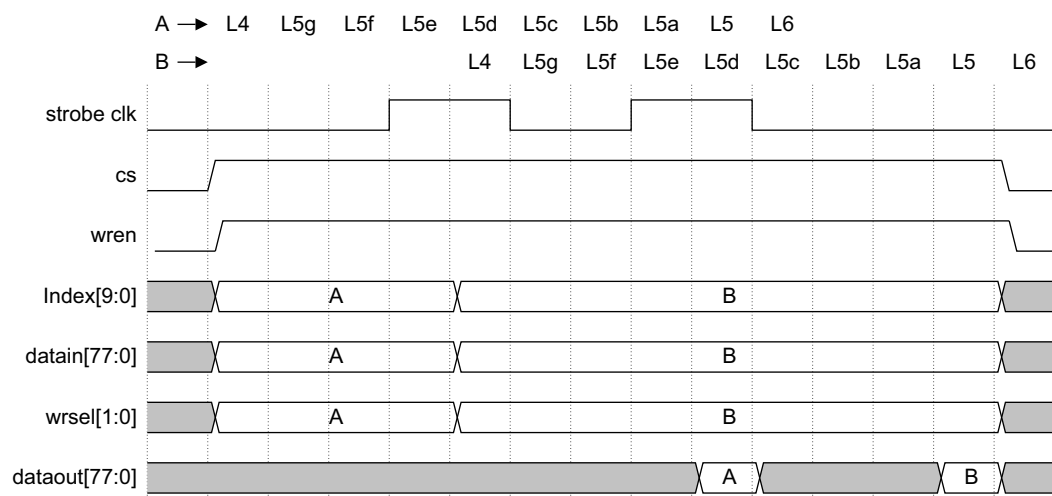 A → L4 L5g L5f L5e L5d L5c L5b L5a L5 L6
B → L4 L5g L5f L5e L5d L5c L5b L5a L5 L6
strobe clk
cs
wren
Index[9:0] A B
datain[77:0] A B
wrsel[1:0] A B
dataout[77:0] A B